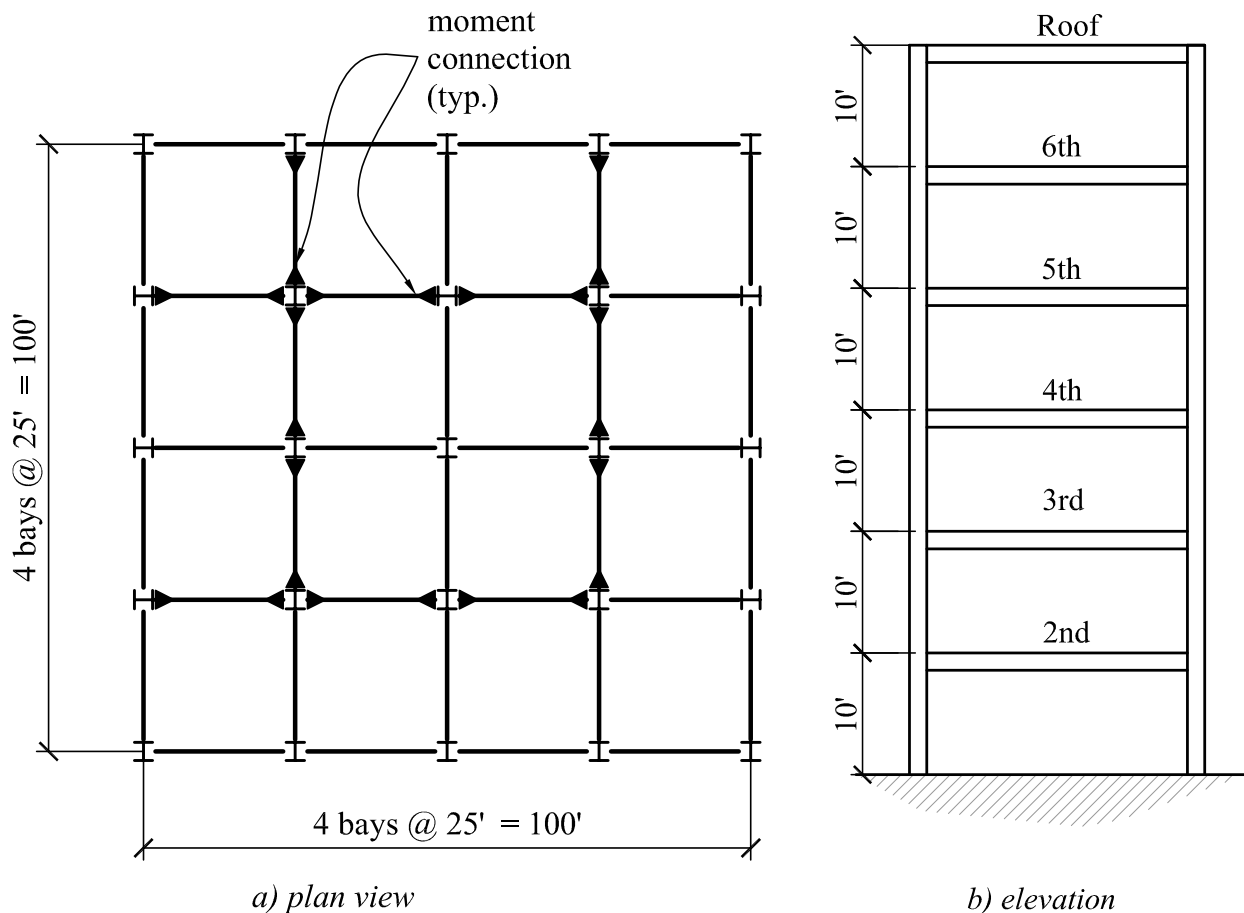 moment
connection
(typ.)
4 bays @ 25' = 100'
4 bays @ 25' = 100'
a) plan view
Roof
10'
6th
10'
5th
10'
4th
10'
3rd
10'
2nd
10'
b) elevation